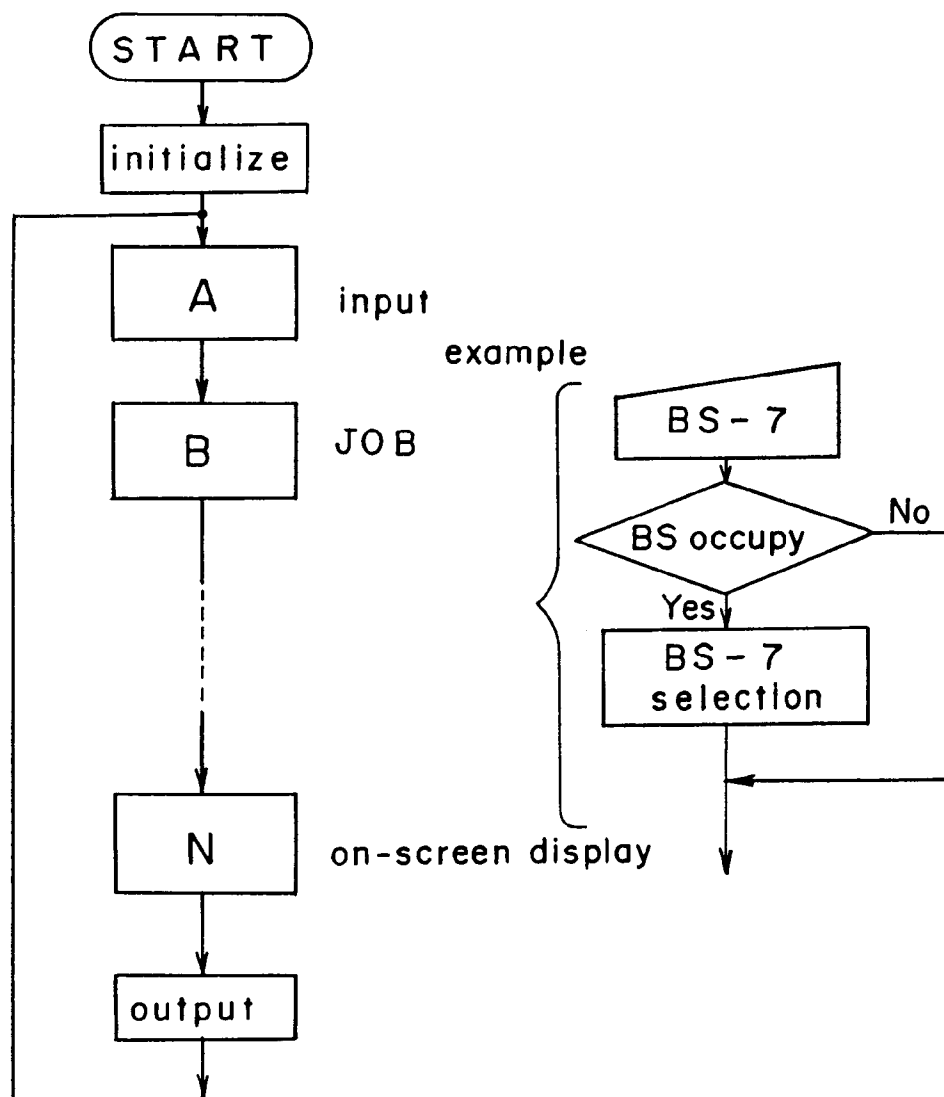 START
initialize
A
input
example
B
JOB
BS-7
BS occupy
No
Yes
BS-7
selection
N
on-screen display
output